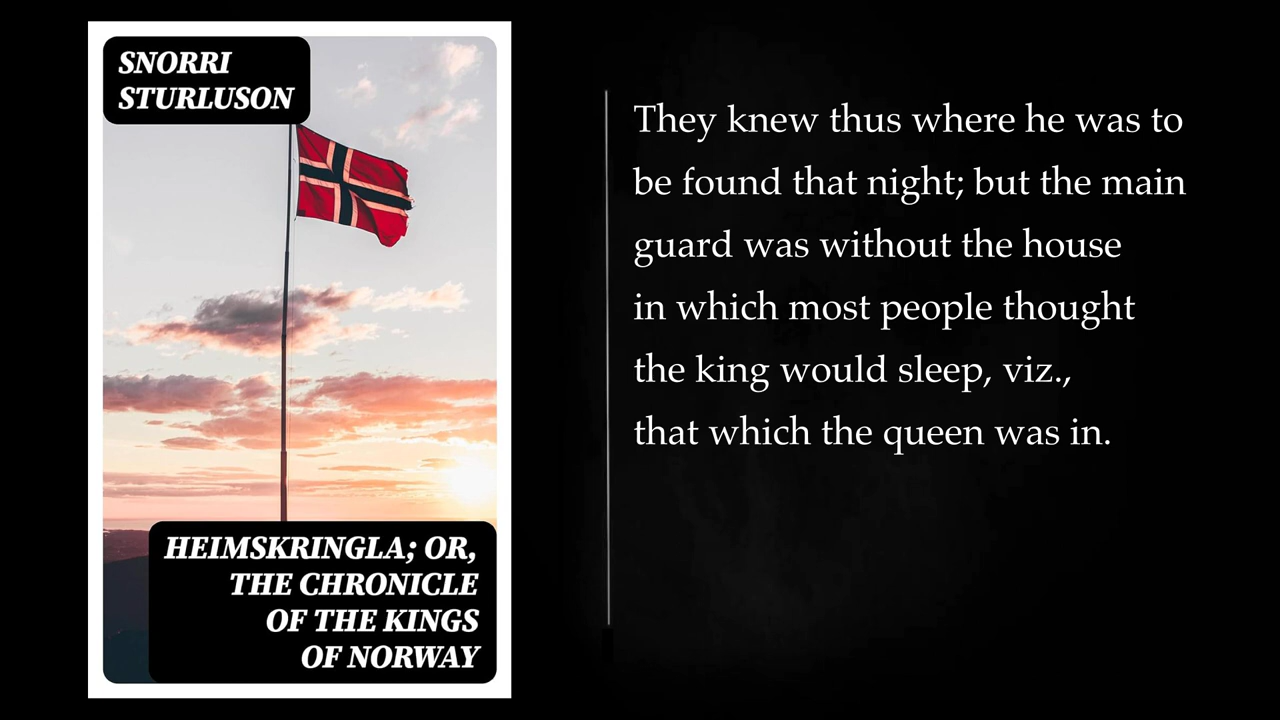 SNORRI
STURLUSON
HEIMSKRINGLA; OR,
THE CHRONICLE
OF THE KINGS
OF NORWAY
They knew thus where he was to
be found that night; but the main
guard was without the house
in which most people thought
the king would sleep, viz.,
that which the queen was in.